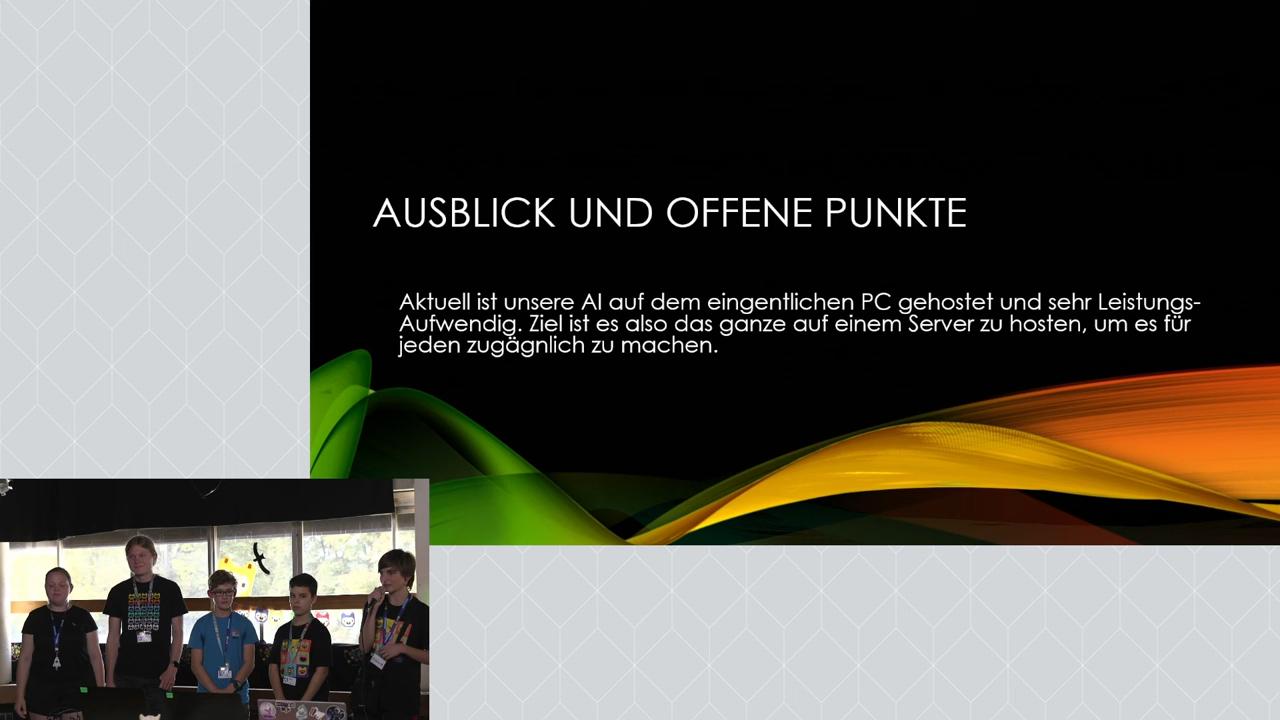 AUSBLICK UND OFFENE PUNKTE
Aktuell ist unsere AI auf dem eingentlichen PC gehostet und sehr Leistungs-
Aufwendig. Ziel ist es also das ganze auf einem Server zu hosten, um es für
jeden zugägnlich zu machen.